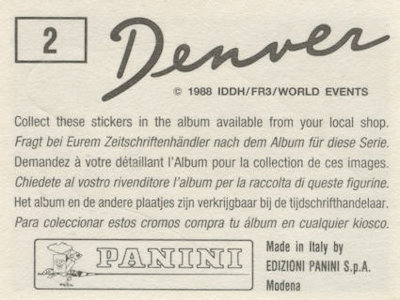 2
Denver
© 1988 IDDH/FR3/WORLD EVENTS
Collect these stickers in the album available from your local shop.
Fragt bei Eurem Zeitschriftenhändler nach dem Album für diese Serie.
Demandez à votre détaillant l'Album pour la collection de ces images.
Chiedete al vostro rivenditore l'album per la raccolta di queste figurine.
Het album en de andere plaatjes zijn verkrijgbaar bij de tijdschrifthandelaar.
Para coleccionar estos cromos compra tu álbum en cualquier kiosco.
PANINI
Made in Italy by
EDIZIONI PANINI S.p.A.
Modena